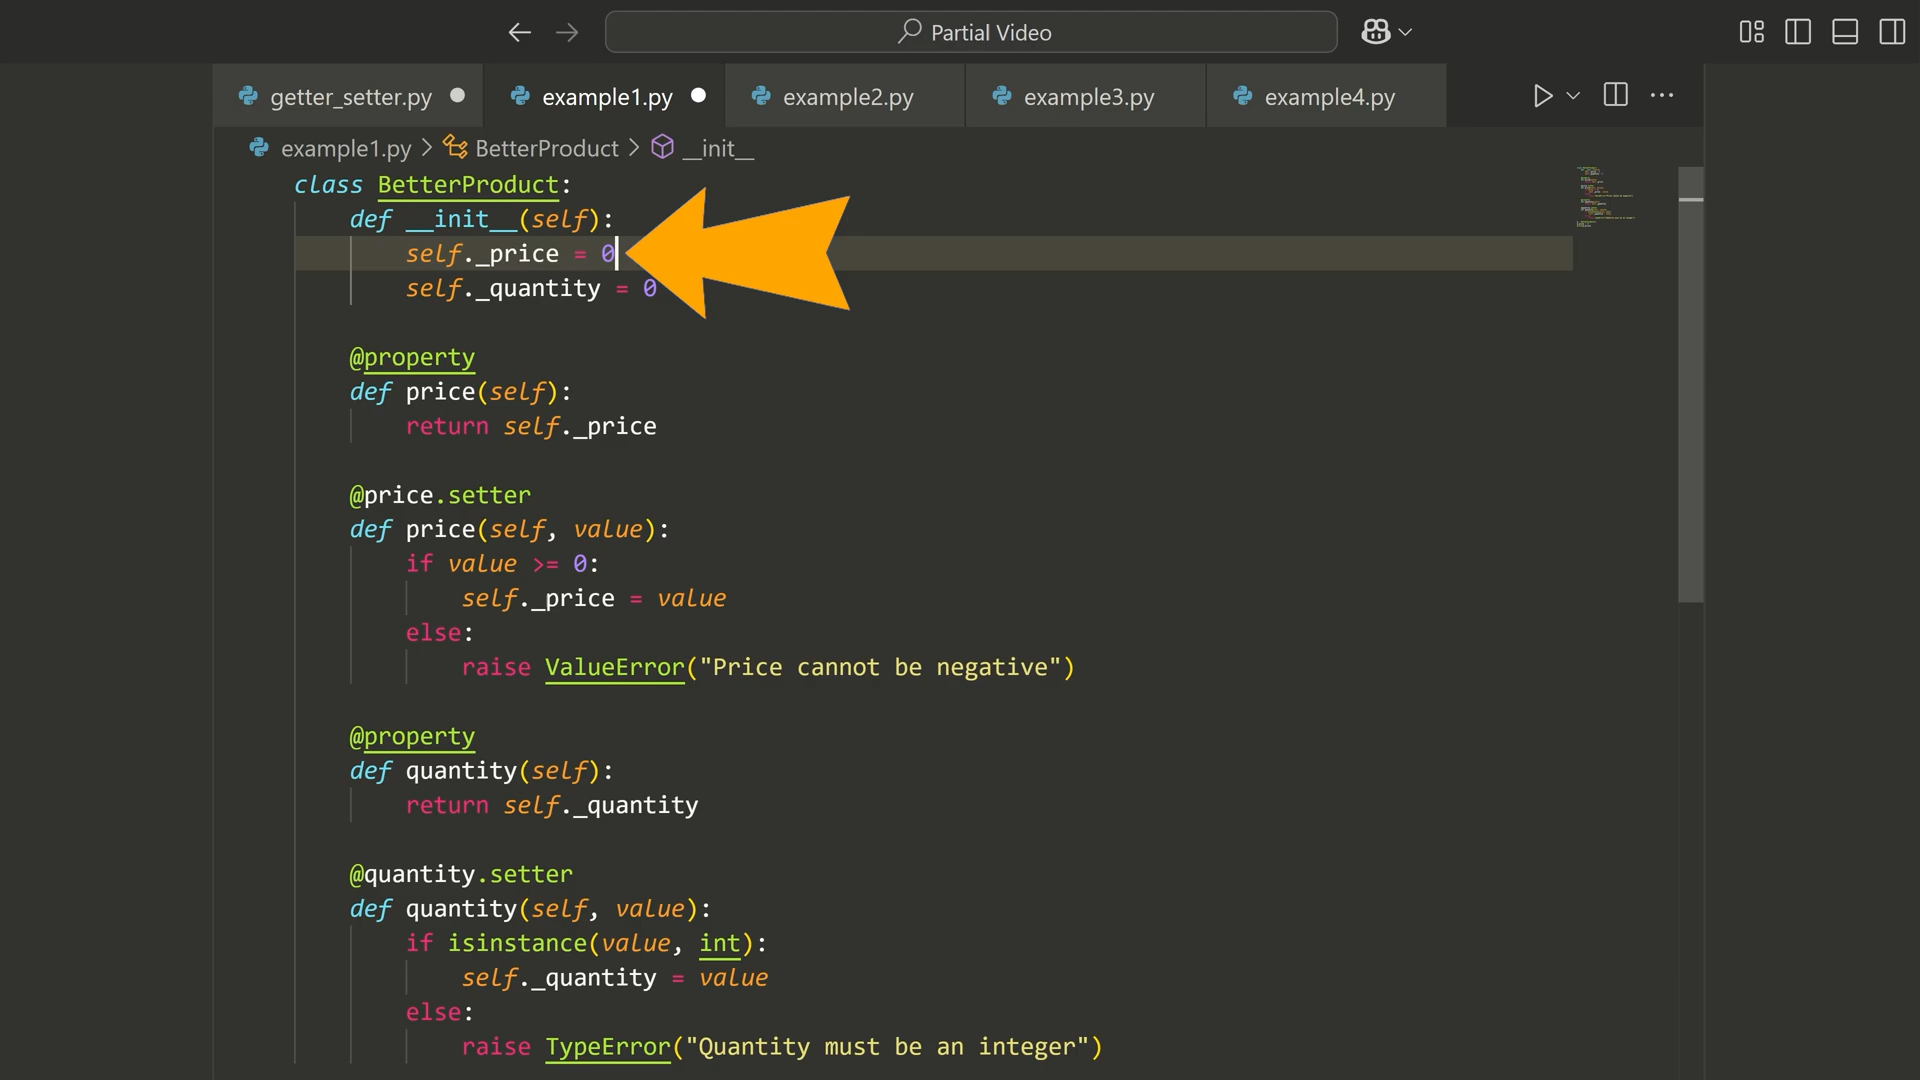 Partial Video
getter_setter.py
example1.py
example2.py
example3.py
example4.py
example1.py > BetterProduct > __init__
class BetterProduct:
    def __init__(self):
        self._price = 0
        self._quantity = 0
    @property
    def price(self):
        return self._price
    @price.setter
    def price(self, value):
        if value >= 0:
            self._price = value
        else:
            raise ValueError("Price cannot be negative")
    @property
    def quantity(self):
        return self._quantity
    @quantity.setter
    def quantity(self, value):
        if isinstance(value, int):
            self._quantity = value
        else:
            raise TypeError("Quantity must be an integer")